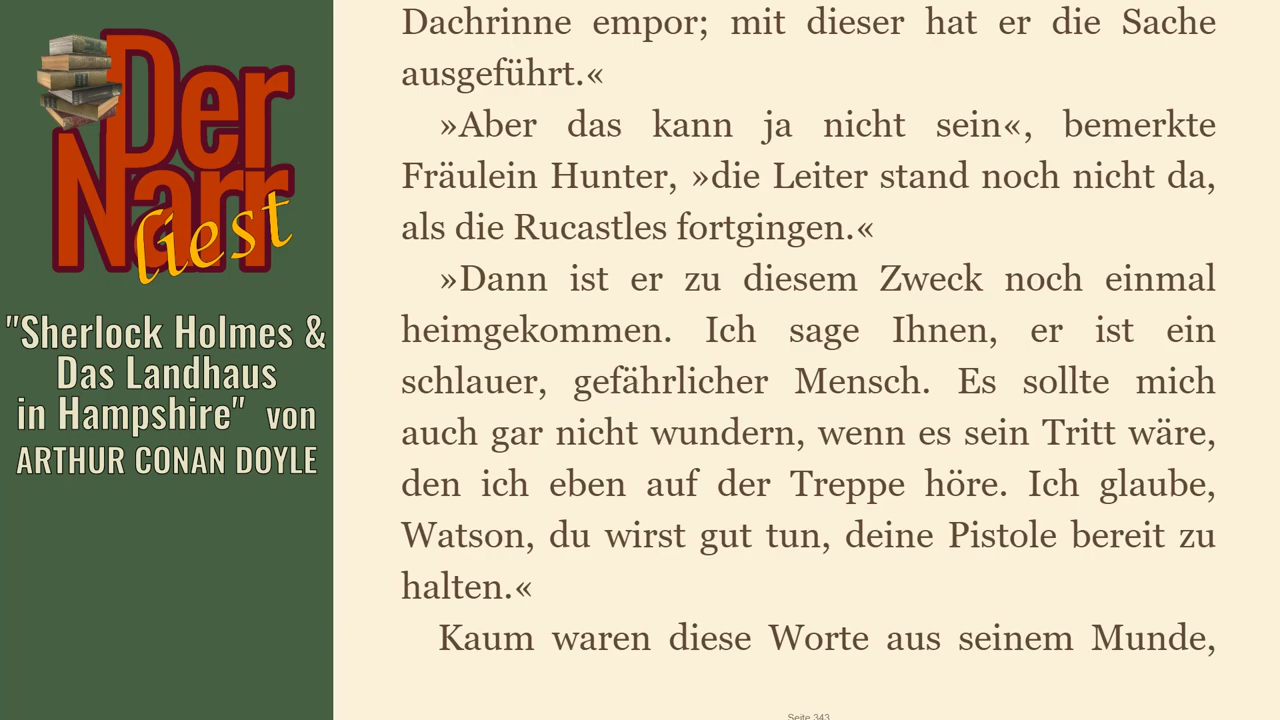 Der
Narr
liest
"Sherlock Holmes &
Das Landhaus
in Hampshire" von
ARTHUR CONAN DOYLE
Dachrinne empor; mit dieser hat er die Sache
ausgeführt.«
»Aber das kann ja nicht sein«, bemerkte
Fräulein Hunter, »die Leiter stand noch nicht da,
als die Rucastles fortgingen.«
»Dann ist er zu diesem Zweck noch einmal
heimgekommen. Ich sage Ihnen, er ist ein
schlauer, gefährlicher Mensch. Es sollte mich
auch gar nicht wundern, wenn es sein Tritt wäre,
den ich eben auf der Treppe höre. Ich glaube,
Watson, du wirst gut tun, deine Pistole bereit zu
halten.«
Kaum waren diese Worte aus seinem Munde,
Seite 343